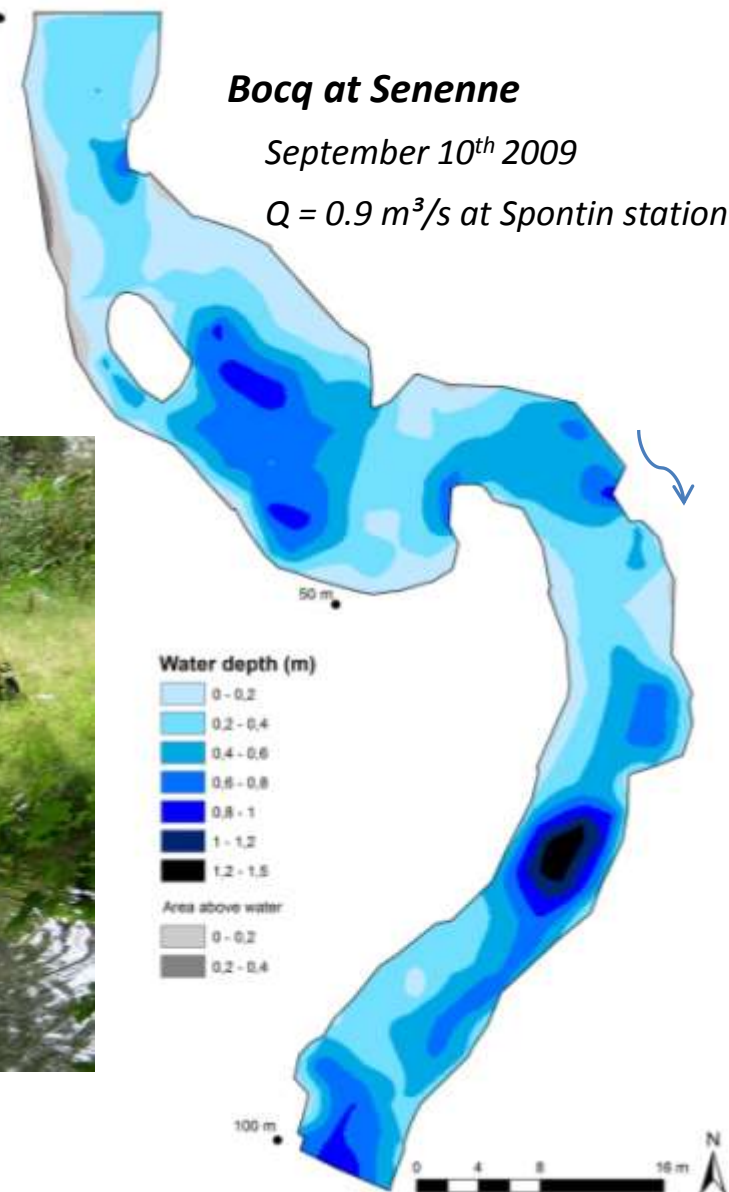 Bocq at Senenne
September 10th 2009
Q = 0.9 m³/s at Spontin station
50 m
Water depth (m)
0 - 0,2
0,2 - 0,4
0,4 - 0,6
0,6 - 0,8
0,8 - 1
1 - 1,2
1,2 - 1,5
Area above water
0 - 0,2
0,2 - 0,4
100 m
N
0 4 8 16 m